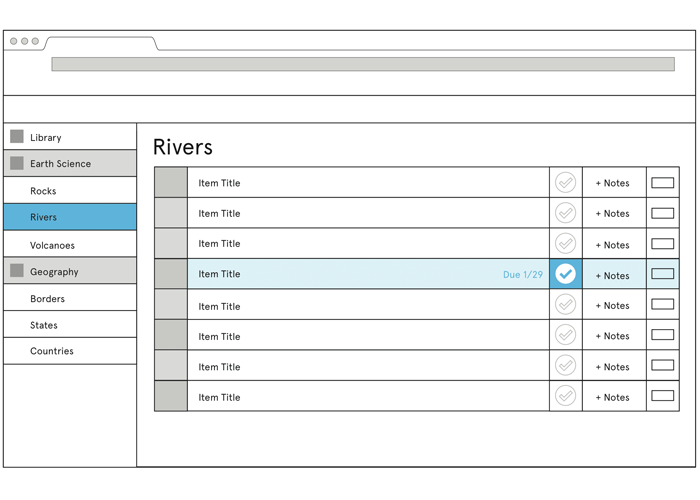 Library
Earth Science
Rocks
Rivers
Volcanoes
Geography
Borders
States
Countries
Rivers
Item Title + Notes
Item Title + Notes
Item Title + Notes
Item Title Due 1/29 + Notes
Item Title + Notes
Item Title + Notes
Item Title + Notes
Item Title + Notes